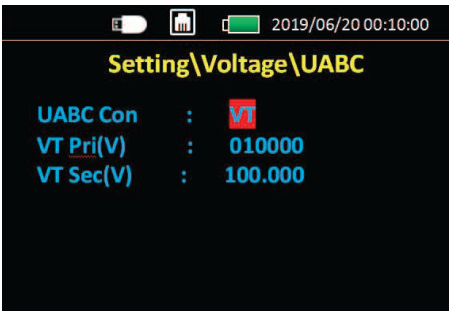 2019/06/20 00:10:00
Setting\Voltage\UABC
UABC Con : VT
VT Pri(V) : 010000
VT Sec(V) : 100.000